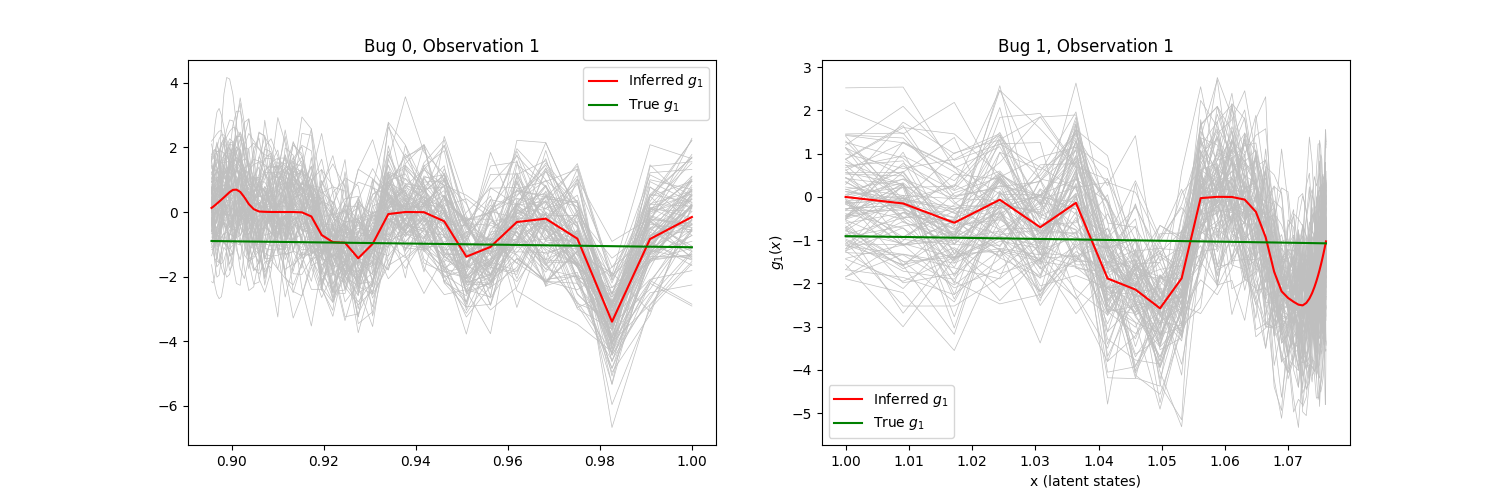 Bug 0, Observation 1
4
2
0
−2
−4
−6
0.90 0.92 0.94 0.96 0.98 1.00
Inferred g₁
True g₁
Bug 1, Observation 1
g₁(x)
3
2
1
0
−1
−2
−3
−4
−5
1.00 1.01 1.02 1.03 1.04 1.05 1.06 1.07
x (latent states)
Inferred g₁
True g₁